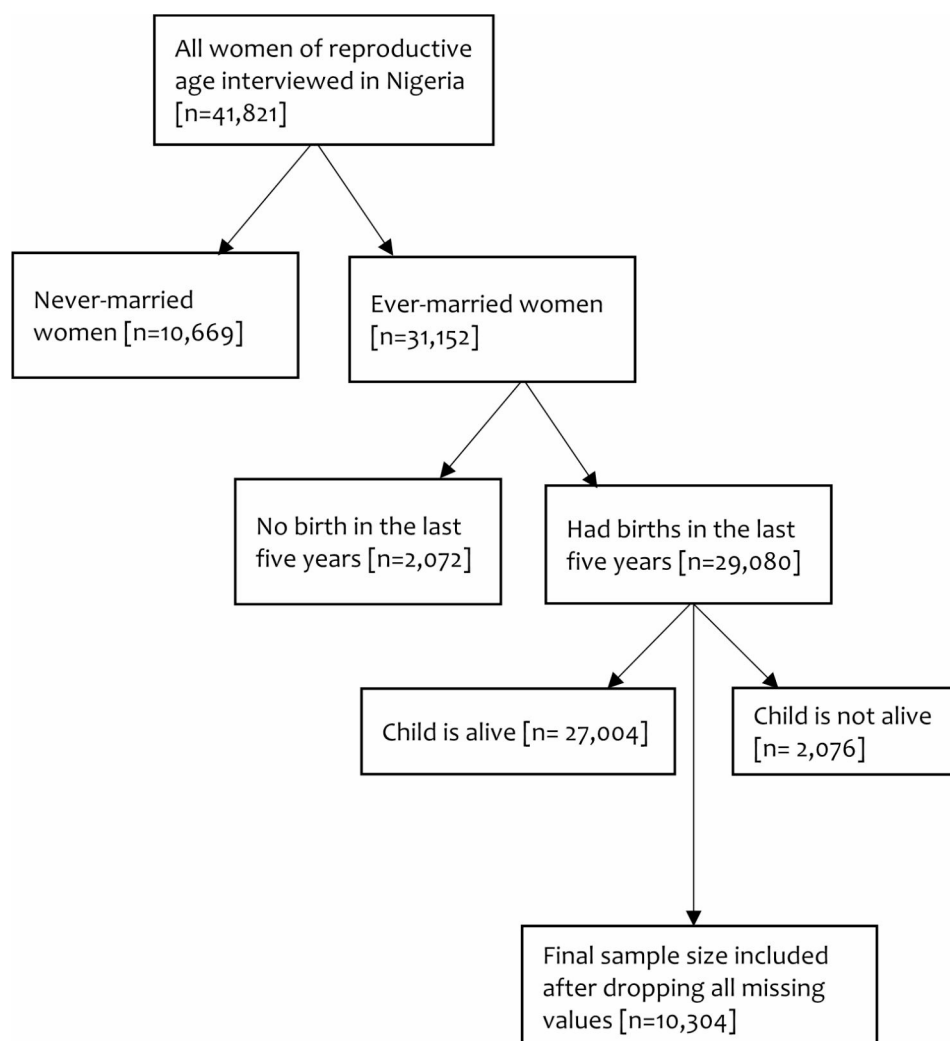 All women of reproductive
age interviewed in Nigeria
[n=41,821]
Never-married
women [n=10,669]
Ever-married women
[n=31,152]
No birth in the last
five years [n=2,072]
Had births in the last
five years [n=29,080]
Child is alive [n= 27,004]
Child is not alive
[n= 2,076]
Final sample size included
after dropping all missing
values [n=10,304]